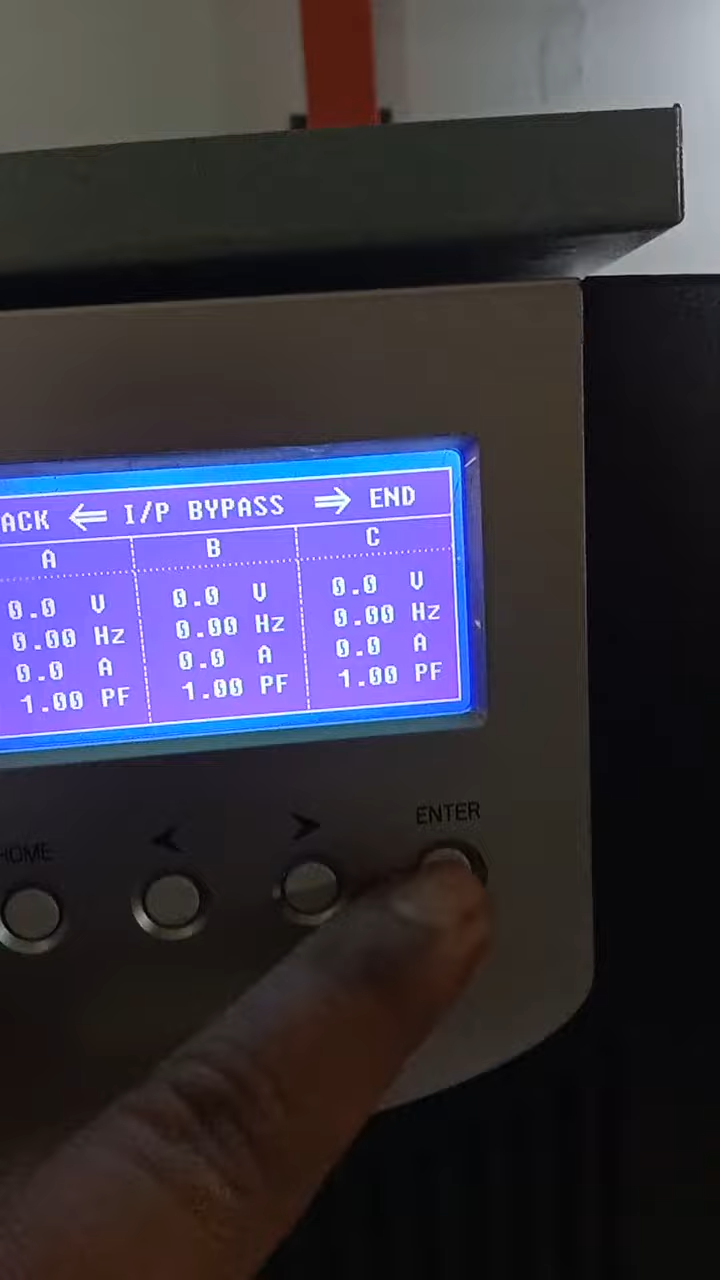 ACK ⇐ I/P BYPASS ⇒ END
A B C
0.0 V 0.0 V 0.0 V
0.00 Hz 0.00 Hz 0.00 Hz
0.0 A 0.0 A 0.0 A
1.00 PF 1.00 PF 1.00 PF
HOME < > ENTER